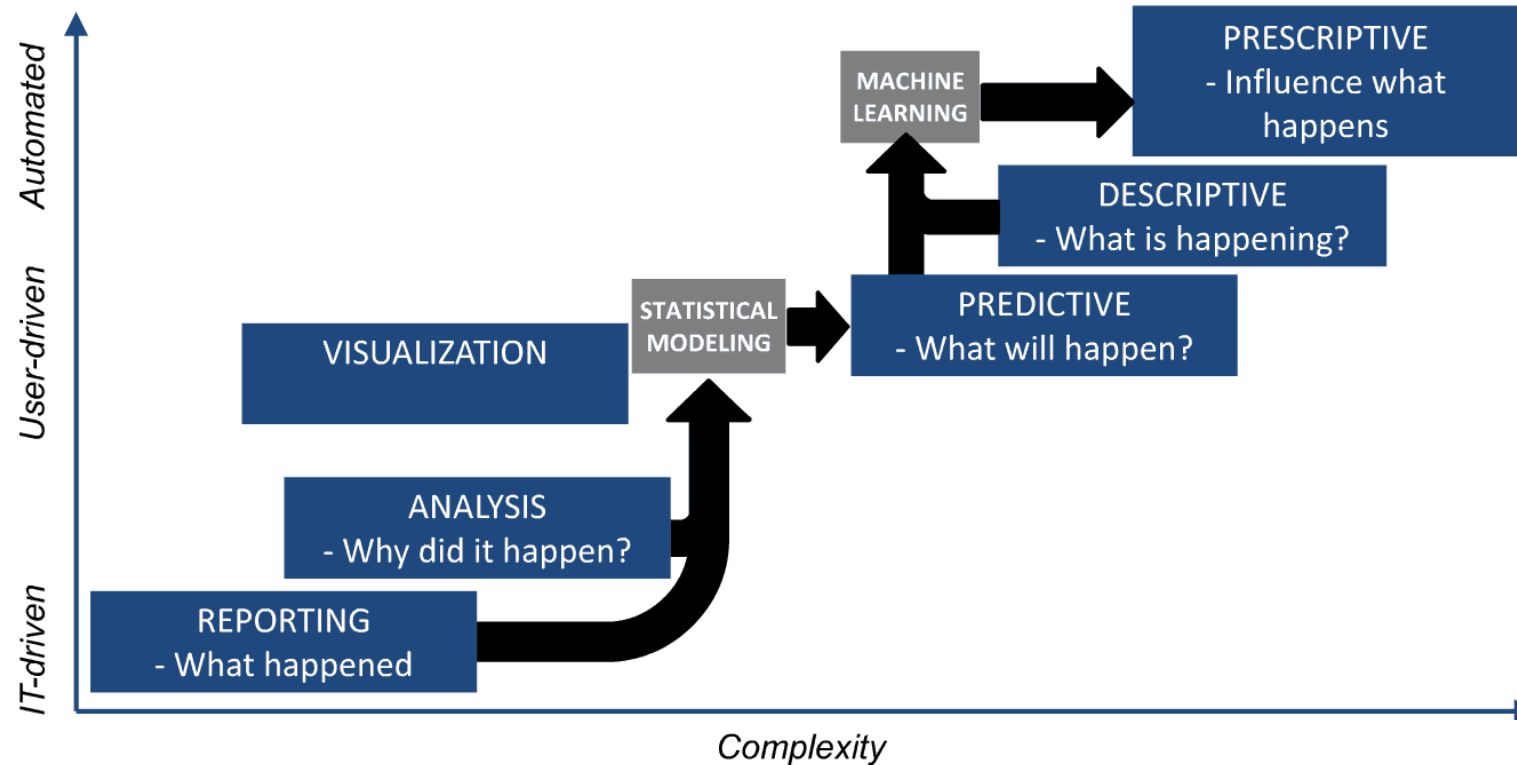 PRESCRIPTIVE
- Influence what
happens
MACHINE
LEARNING
DESCRIPTIVE
- What is happening?
STATISTICAL
MODELING
PREDICTIVE
- What will happen?
VISUALIZATION
ANALYSIS
- Why did it happen?
REPORTING
- What happened
Automated
User-driven
IT-driven
Complexity